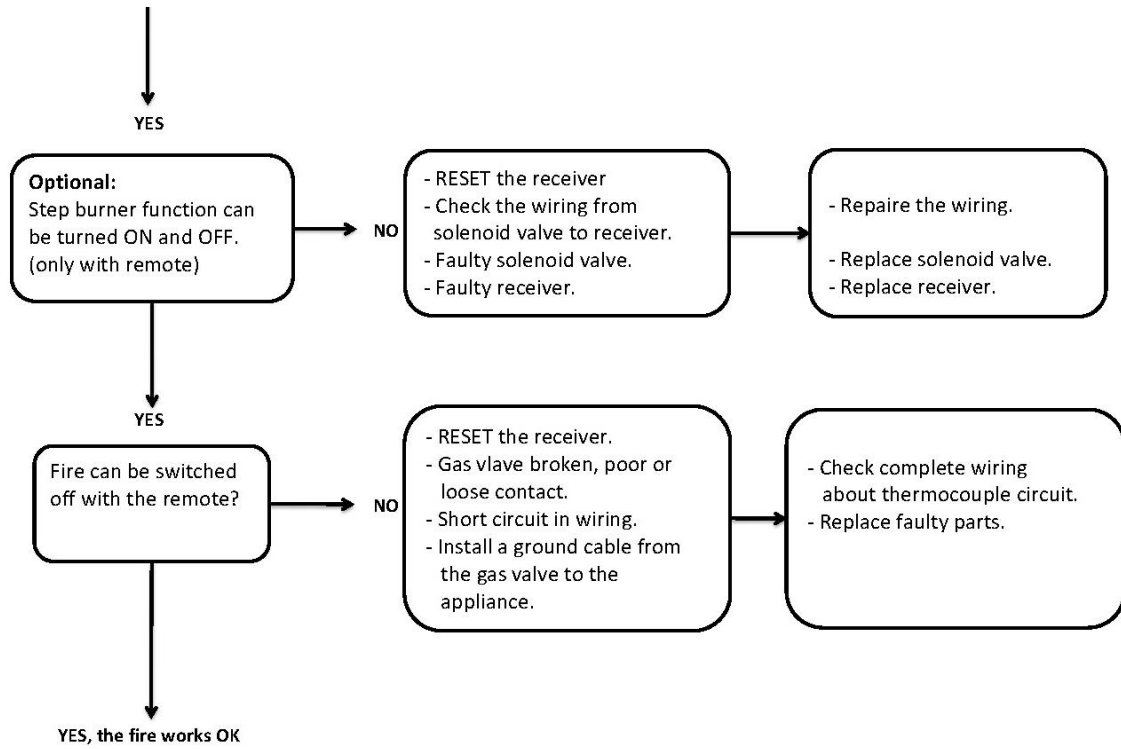 YES
Optional:
Step burner function can
be turned ON and OFF.
(only with remote)
NO
- RESET the receiver
- Check the wiring from
solenoid valve to receiver.
- Faulty solenoid valve.
- Faulty receiver.
- Repaire the wiring.
- Replace solenoid valve.
- Replace receiver.
YES
Fire can be switched
off with the remote?
NO
- RESET the receiver.
- Gas vlave broken, poor or
loose contact.
- Short circuit in wiring.
- Install a ground cable from
the gas valve to the
appliance.
- Check complete wiring
about thermocouple circuit.
- Replace faulty parts.
YES, the fire works OK